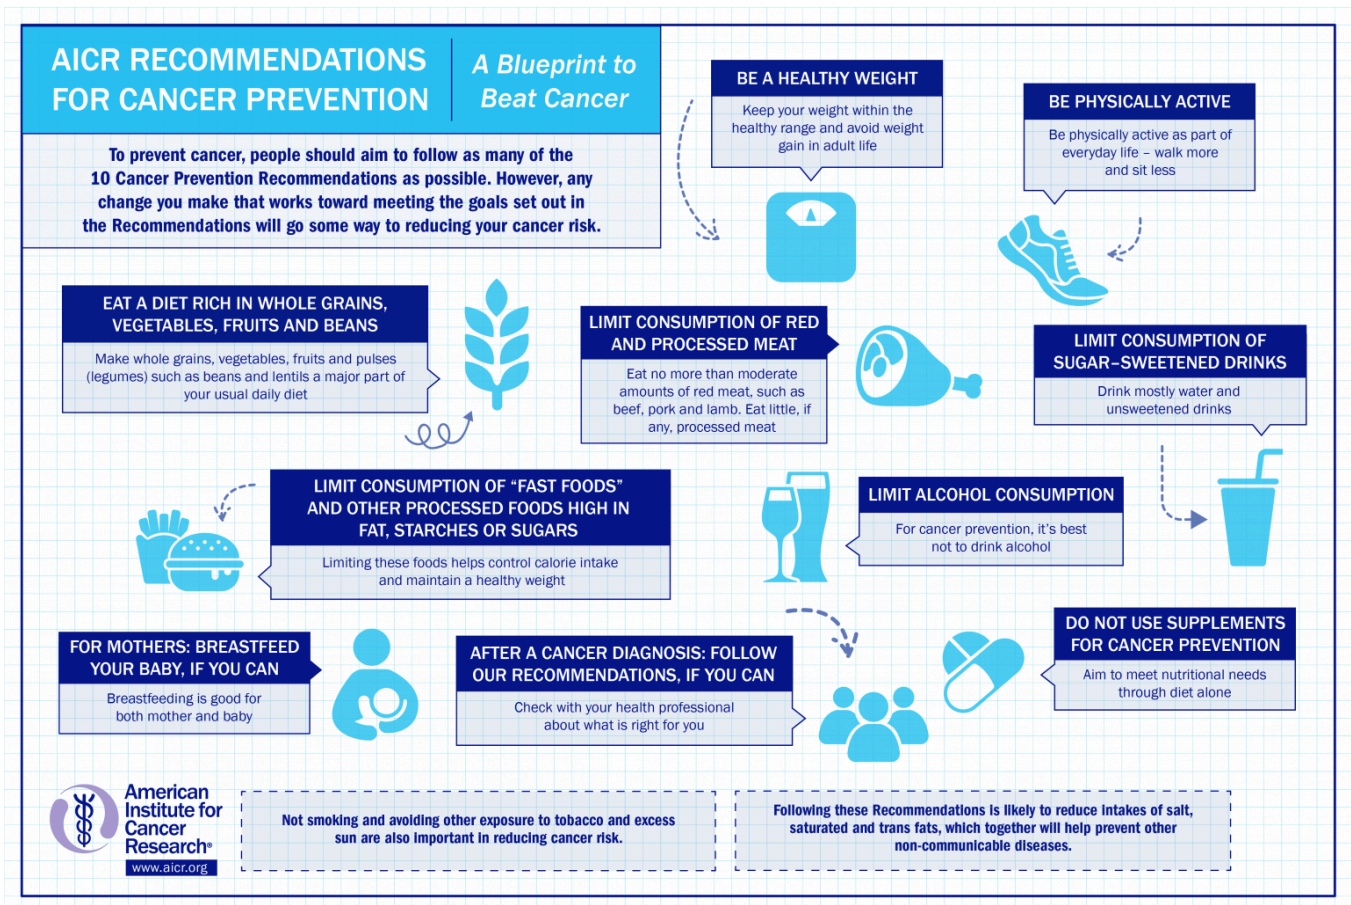 AICR RECOMMENDATIONS
FOR CANCER PREVENTION
A Blueprint to
Beat Cancer
To prevent cancer, people should aim to follow as many of the
10 Cancer Prevention Recommendations as possible. However, any
change you make that works toward meeting the goals set out in
the Recommendations will go some way to reducing your cancer risk.
BE A HEALTHY WEIGHT
Keep your weight within the
healthy range and avoid weight
gain in adult life
BE PHYSICALLY ACTIVE
Be physically active as part of
everyday life – walk more
and sit less
EAT A DIET RICH IN WHOLE GRAINS,
VEGETABLES, FRUITS AND BEANS
Make whole grains, vegetables, fruits and pulses
(legumes) such as beans and lentils a major part of
your usual daily diet
LIMIT CONSUMPTION OF RED
AND PROCESSED MEAT
Eat no more than moderate
amounts of red meat, such as
beef, pork and lamb. Eat little, if
any, processed meat
LIMIT CONSUMPTION OF
SUGAR–SWEETENED DRINKS
Drink mostly water and
unsweetened drinks
LIMIT CONSUMPTION OF “FAST FOODS”
AND OTHER PROCESSED FOODS HIGH IN
FAT, STARCHES OR SUGARS
Limiting these foods helps control calorie intake
and maintain a healthy weight
LIMIT ALCOHOL CONSUMPTION
For cancer prevention, it’s best
not to drink alcohol
FOR MOTHERS: BREASTFEED
YOUR BABY, IF YOU CAN
Breastfeeding is good for
both mother and baby
AFTER A CANCER DIAGNOSIS: FOLLOW
OUR RECOMMENDATIONS, IF YOU CAN
Check with your health professional
about what is right for you
DO NOT USE SUPPLEMENTS
FOR CANCER PREVENTION
Aim to meet nutritional needs
through diet alone
American
Institute for
Cancer
Research®
www.aicr.org
Not smoking and avoiding other exposure to tobacco and excess
sun are also important in reducing cancer risk.
Following these Recommendations is likely to reduce intakes of salt,
saturated and trans fats, which together will help prevent other
non-communicable diseases.